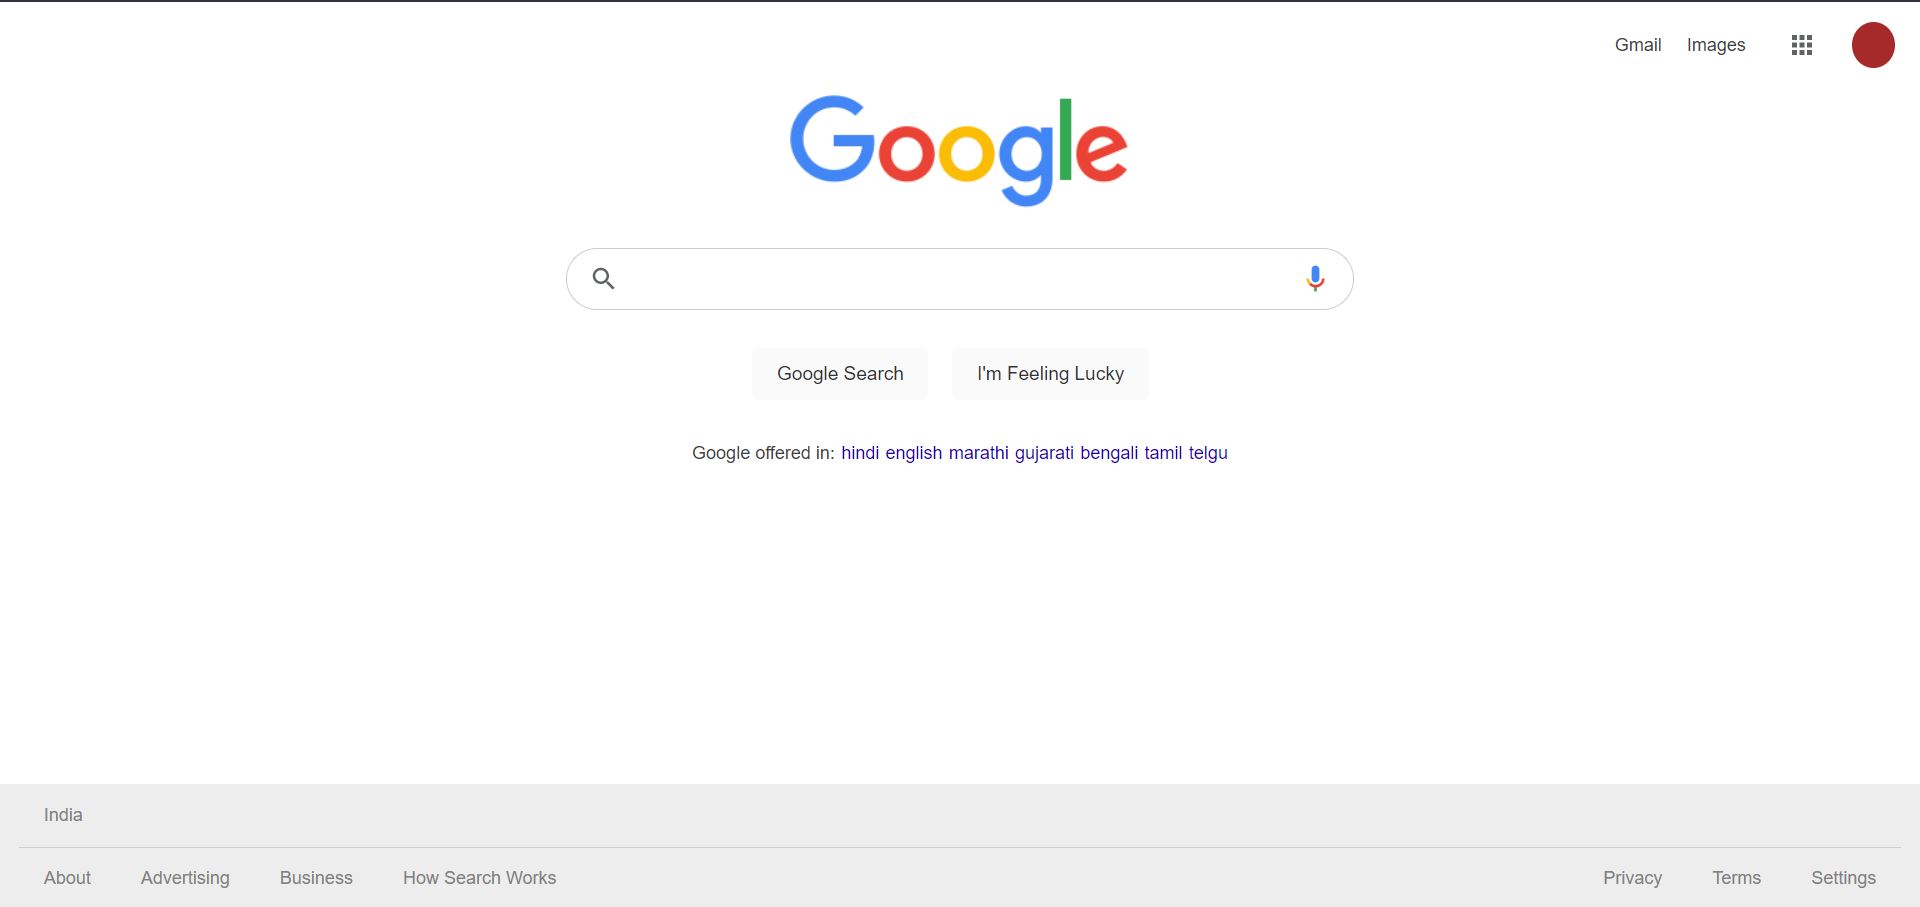 Gmail Images
Google
Google Search I'm Feeling Lucky
Google offered in: hindi english marathi gujarati bengali tamil telgu
India
About Advertising Business How Search Works Privacy Terms Settings